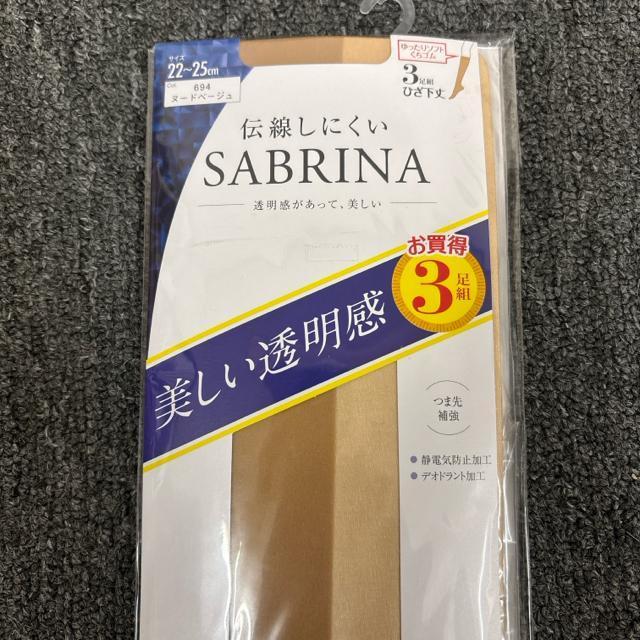 サイズ
22~25cm
Col.
694
ヌードベージュ
ゆったりソフト
くちゴム
3足組
ひざ下丈
伝線しにくい
SABRINA
透明感があって、美しい
お買得
3足組
美しい透明感
つま先
補強
静電気防止加工
デオドラント加工